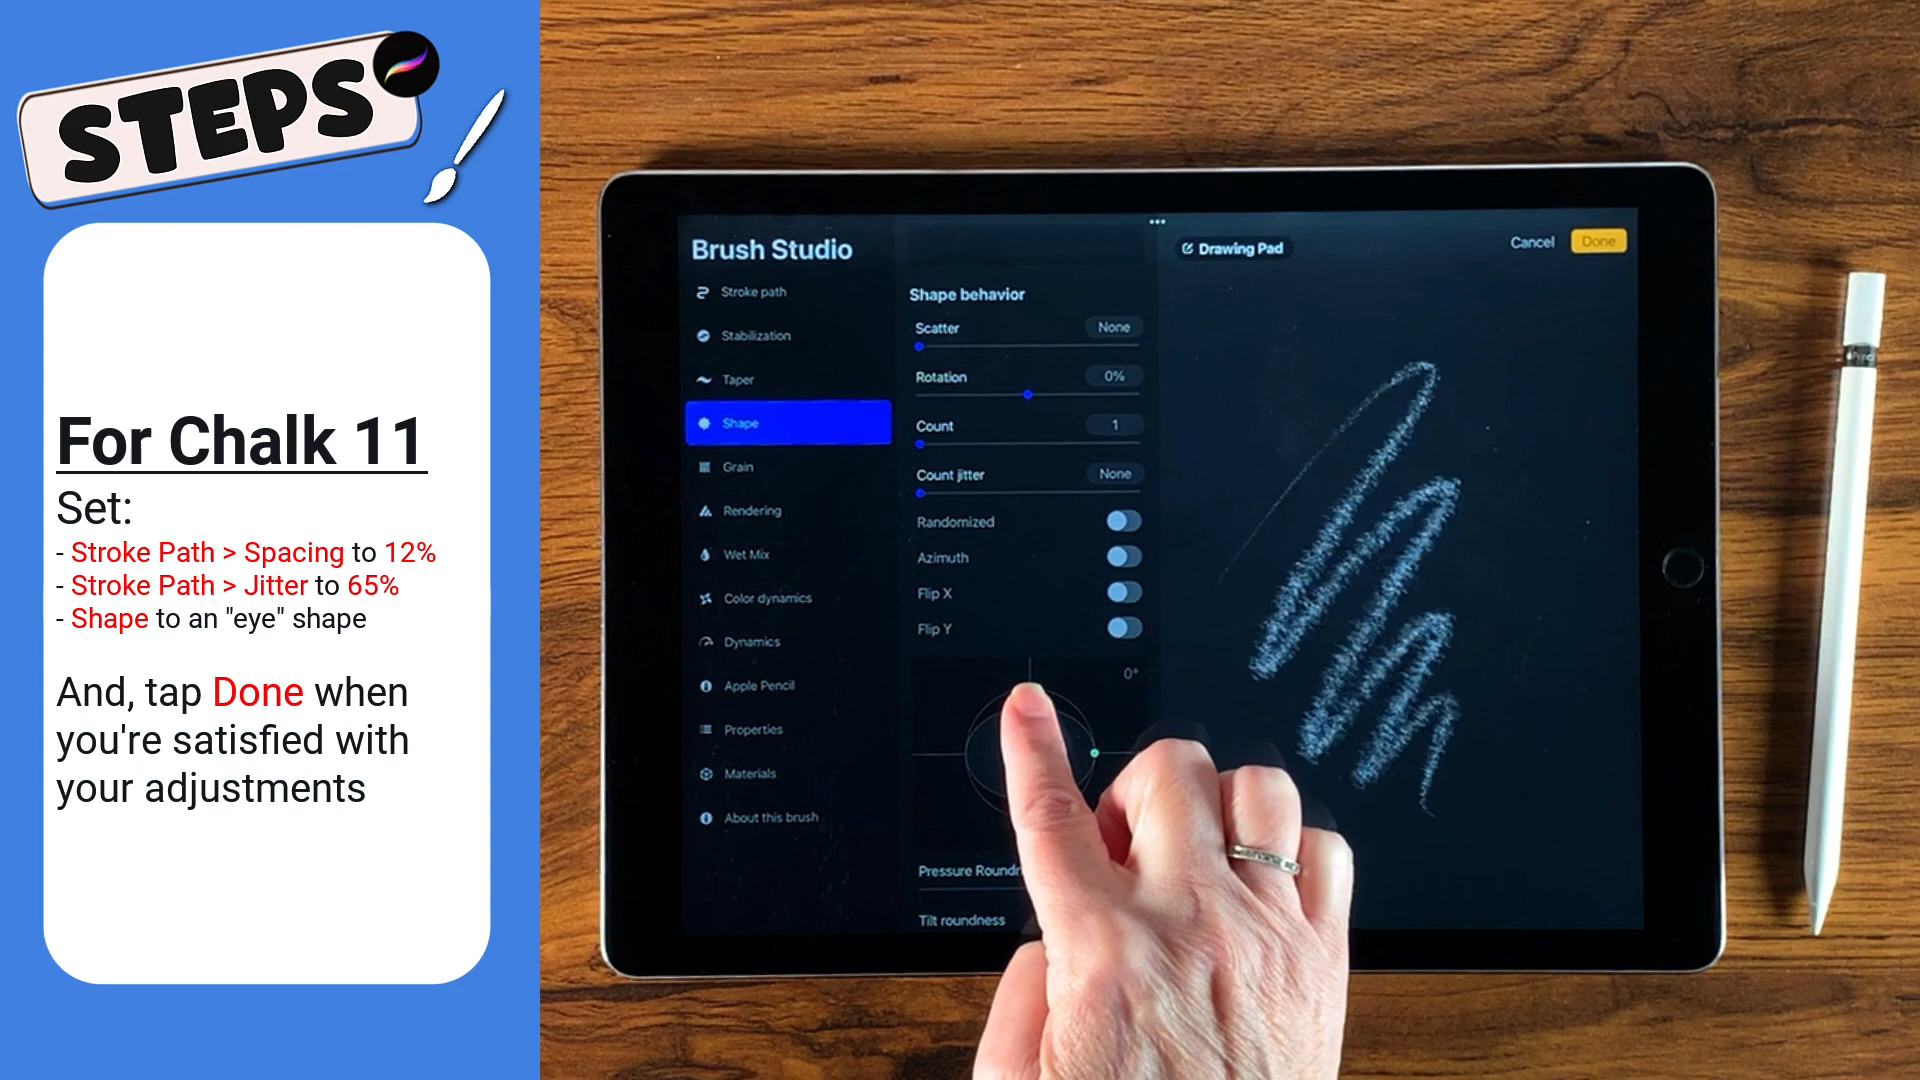 STEPS
For Chalk 11
Set:
- Stroke Path > Spacing to 12%
- Stroke Path > Jitter to 65%
- Shape to an "eye" shape
And, tap Done when
you're satisfied with
your adjustments
Brush Studio
Stroke path
Stabilization
Taper
Shape
Grain
Rendering
Wet Mix
Color dynamics
Dynamics
Apple Pencil
Properties
Materials
About this brush
Shape behavior
Scatter None
Rotation 0%
Count 1
Count jitter None
Randomized
Azimuth
Flip X
Flip Y
0°
Pressure
Tilt roundness
Drawing Pad
Cancel
Done